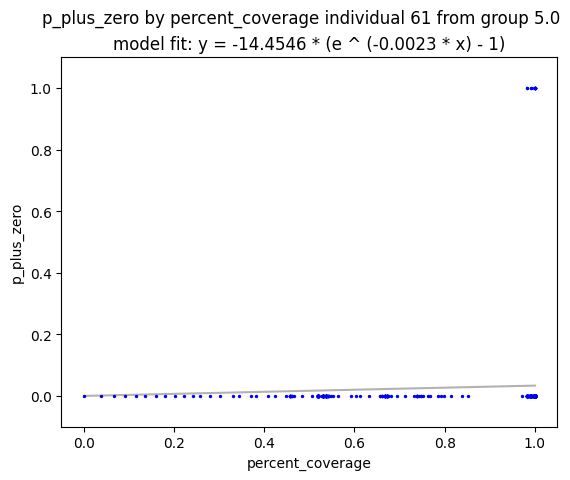 p_plus_zero by percent_coverage individual 61 from group 5.0
model fit: y = -14.4546 * (e ^ (-0.0023 * x) - 1)
1.0
0.8
0.6
0.4
0.2
0.0
p_plus_zero
0.0 0.2 0.4 0.6 0.8 1.0
percent_coverage